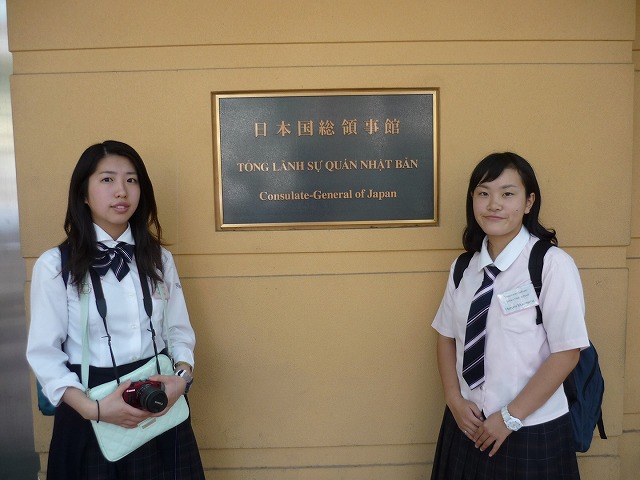 日本国総領事館
TỔNG LÃNH SỰ QUÁN NHẬT BẢN
Consulate-General of Japan